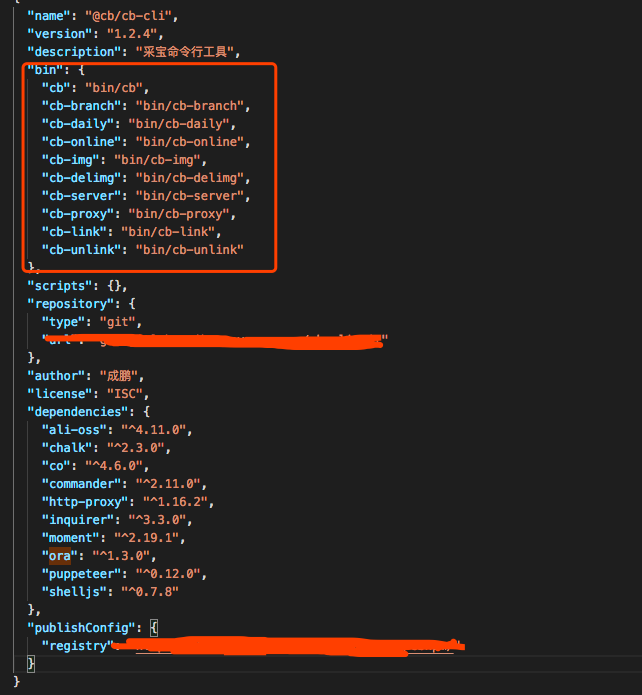 {
"name": "@cb/cb-cli",
"version": "1.2.4",
"description": "采宝命令行工具",
"bin": {
"cb": "bin/cb",
"cb-branch": "bin/cb-branch",
"cb-daily": "bin/cb-daily",
"cb-online": "bin/cb-online",
"cb-img": "bin/cb-img",
"cb-delimg": "bin/cb-delimg",
"cb-server": "bin/cb-server",
"cb-proxy": "bin/cb-proxy",
"cb-link": "bin/cb-link",
"cb-unlink": "bin/cb-unlink"
},
"scripts": {},
"repository": {
"type": "git",
"url":
},
"author": "成鹏",
"license": "ISC",
"dependencies": {
"ali-oss": "^4.11.0",
"chalk": "^2.3.0",
"co": "^4.6.0",
"commander": "^2.11.0",
"http-proxy": "^1.16.2",
"inquirer": "^3.3.0",
"moment": "^2.19.1",
"ora": "^1.3.0",
"puppeteer": "^0.12.0",
"shelljs": "^0.7.8"
},
"publishConfig": {
"registry":
}
}